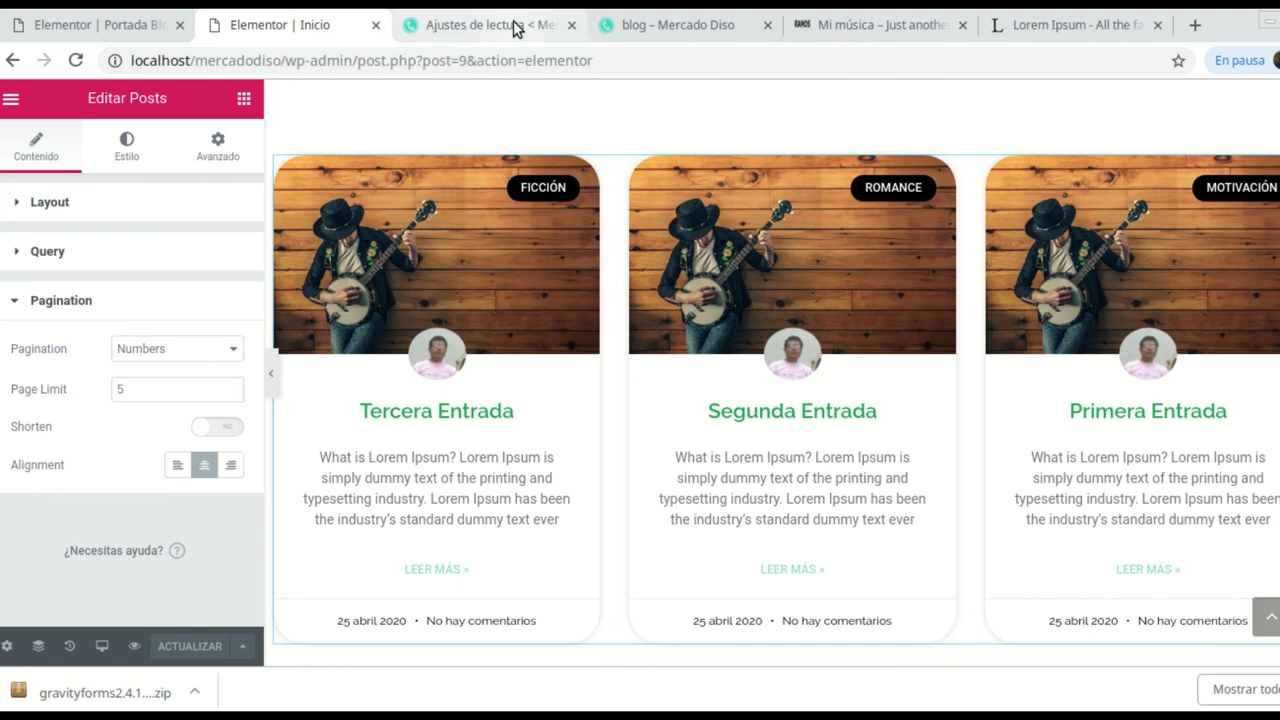 Elementor | Portada Blo
Elementor | Inicio
Ajustes de lectura < Mer
blog – Mercado Diso
RAMOS
Mi música – Just anothe
L
Lorem Ipsum - All the fa
localhost/mercadodiso/wp-admin/post.php?post=9&action=elementor
En pausa
Editar Posts
Contenido
Estilo
Avanzado
Layout
Query
Pagination
Pagination
Numbers
Page Limit
5
Shorten
NO
Alignment
¿Necesitas ayuda? ?
ACTUALIZAR
FICCIÓN
Tercera Entrada
What is Lorem Ipsum? Lorem Ipsum is
simply dummy text of the printing and
typesetting industry. Lorem Ipsum has been
the industry's standard dummy text ever
LEER MÁS »
25 abril 2020 • No hay comentarios
ROMANCE
Segunda Entrada
What is Lorem Ipsum? Lorem Ipsum is
simply dummy text of the printing and
typesetting industry. Lorem Ipsum has been
the industry's standard dummy text ever
LEER MÁS »
25 abril 2020 • No hay comentarios
MOTIVACIÓN
Primera Entrada
What is Lorem Ipsum? Lorem Ipsum is
simply dummy text of the printing and
typesetting industry. Lorem Ipsum has been
the industry's standard dummy text ever
LEER MÁS »
25 abril 2020 • No hay comentarios
gravityforms2.4.1....zip
Mostrar todo